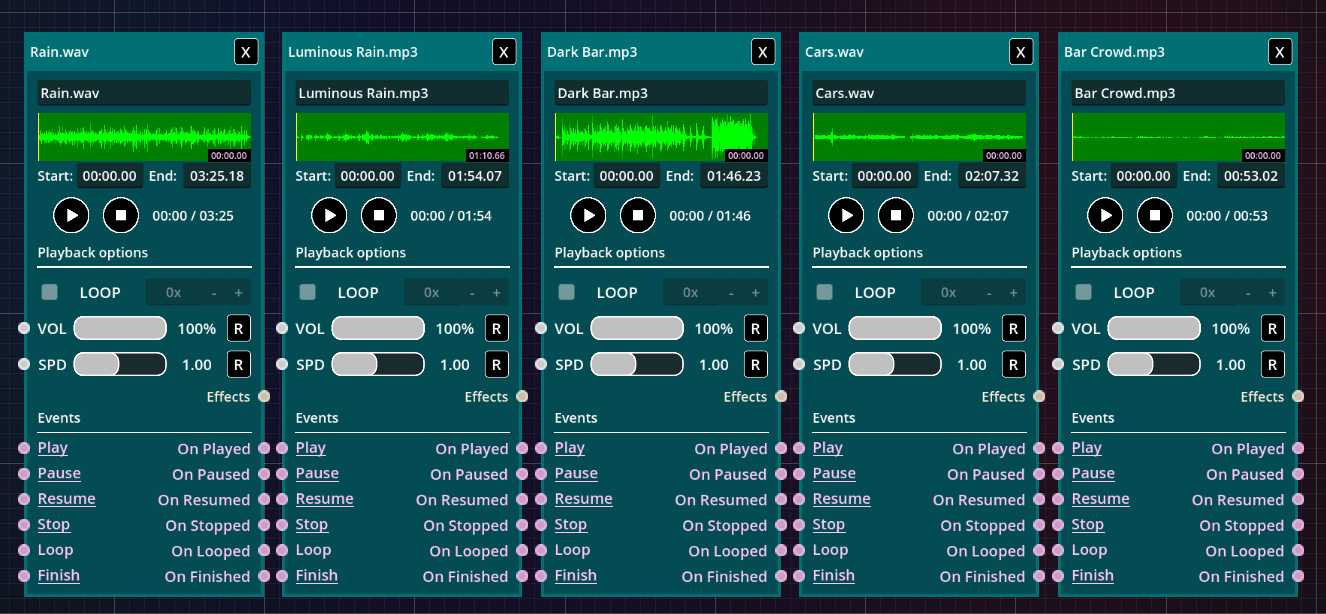 Rain.wav X
Rain.wav
00:00.00
Start: 00:00.00 End: 03:25.18
00:00 / 03:25
Playback options
LOOP 0x - +
VOL 100% R
SPD 1.00 R
Effects
Events
Play On Played
Pause On Paused
Resume On Resumed
Stop On Stopped
Loop On Looped
Finish On Finished
Luminous Rain.mp3 X
Luminous Rain.mp3
01:10.66
Start: 00:00.00 End: 01:54.07
00:00 / 01:54
Playback options
LOOP 0x - +
VOL 100% R
SPD 1.00 R
Effects
Events
Play On Played
Pause On Paused
Resume On Resumed
Stop On Stopped
Loop On Looped
Finish On Finished
Dark Bar.mp3 X
Dark Bar.mp3
00:00.00
Start: 00:00.00 End: 01:46.23
00:00 / 01:46
Playback options
LOOP 0x - +
VOL 100% R
SPD 1.00 R
Effects
Events
Play On Played
Pause On Paused
Resume On Resumed
Stop On Stopped
Loop On Looped
Finish On Finished
Cars.wav X
Cars.wav
00:00.00
Start: 00:00.00 End: 02:07.32
00:00 / 02:07
Playback options
LOOP 0x - +
VOL 100% R
SPD 1.00 R
Effects
Events
Play On Played
Pause On Paused
Resume On Resumed
Stop On Stopped
Loop On Looped
Finish On Finished
Bar Crowd.mp3 X
Bar Crowd.mp3
00:00.00
Start: 00:00.00 End: 00:53.02
00:00 / 00:53
Playback options
LOOP 0x - +
VOL 100% R
SPD 1.00 R
Effects
Events
Play On Played
Pause On Paused
Resume On Resumed
Stop On Stopped
Loop On Looped
Finish On Finished